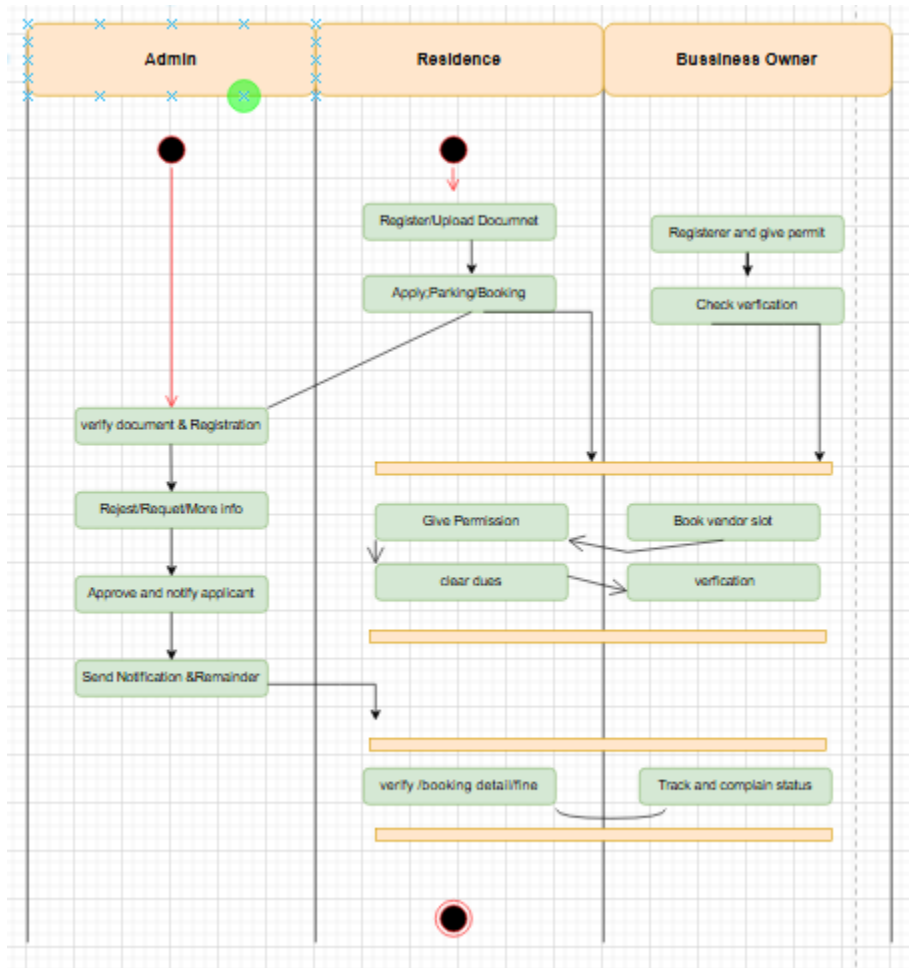 Admin
Residence
Bussiness Owner
Register/Upload Documnet
Registerer and give permit
Apply;Parking/Booking
Check verfication
verify document & Registration
Rejest/Requet/More info
Give Permission
Book vendor slot
Approve and notify applicant
clear dues
verfication
Send Notification &Remainder
verify /booking detail/fine
Track and complain status